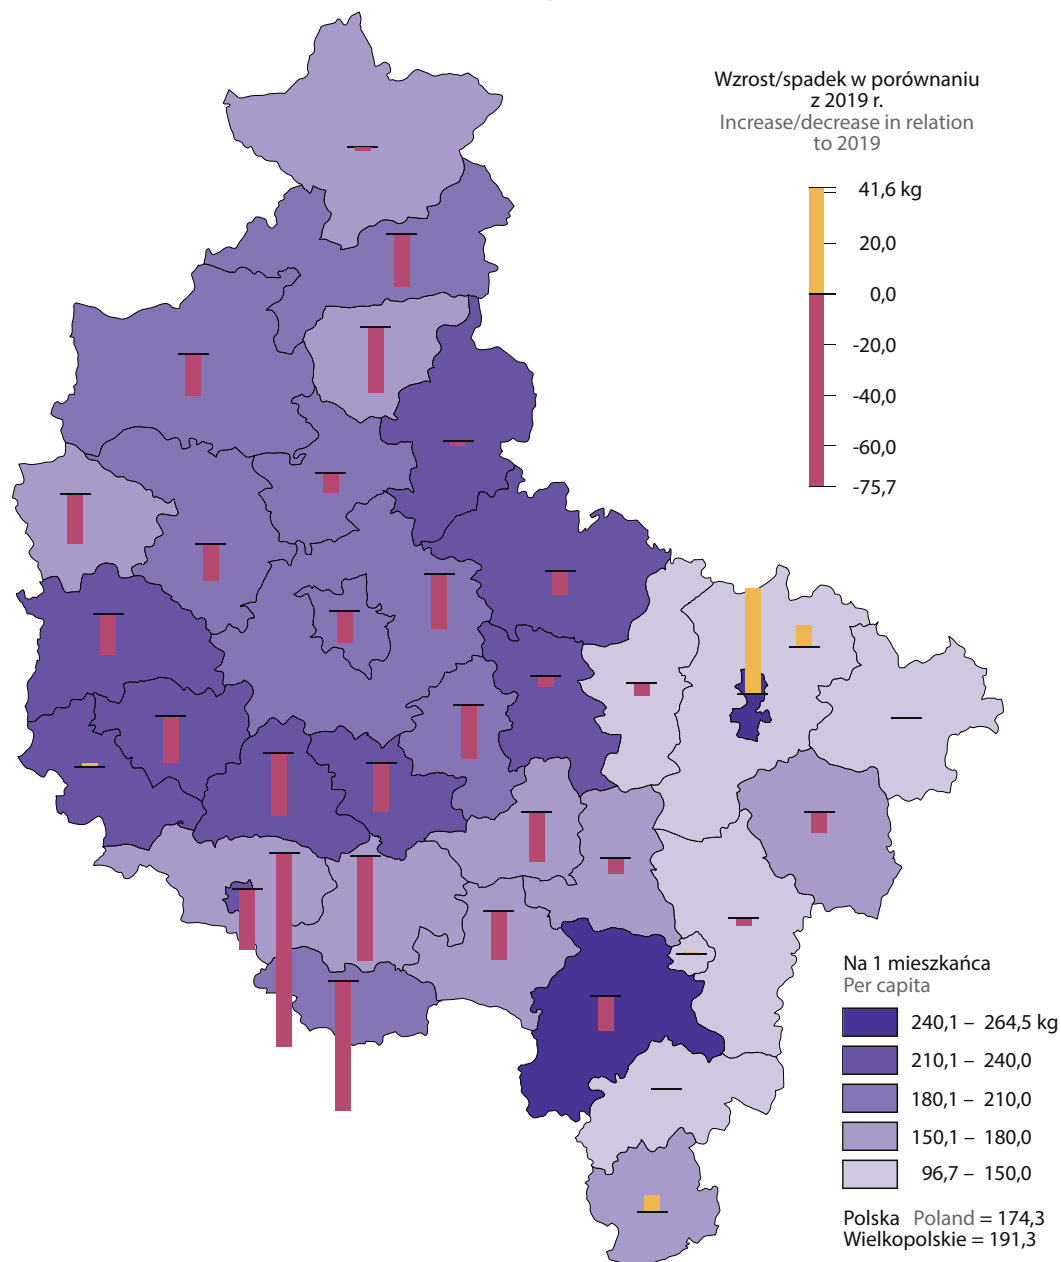 Wzrost/spadek w porównaniu
z 2019 r.
Increase/decrease in relation
to 2019
41,6 kg
20,0
0,0
-20,0
-40,0
-60,0
-75,7
Na 1 mieszkańca
Per capita
240,1 – 264,5 kg
210,1 – 240,0
180,1 – 210,0
150,1 – 180,0
96,7 – 150,0
Polska Poland = 174,3
Wielkopolskie = 191,3